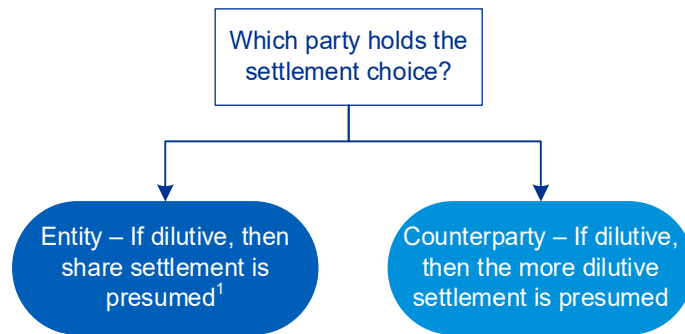 Which party holds the
settlement choice?
Entity – If dilutive, then
share settlement is
presumed¹
Counterparty – If dilutive,
then the more dilutive
settlement is presumed